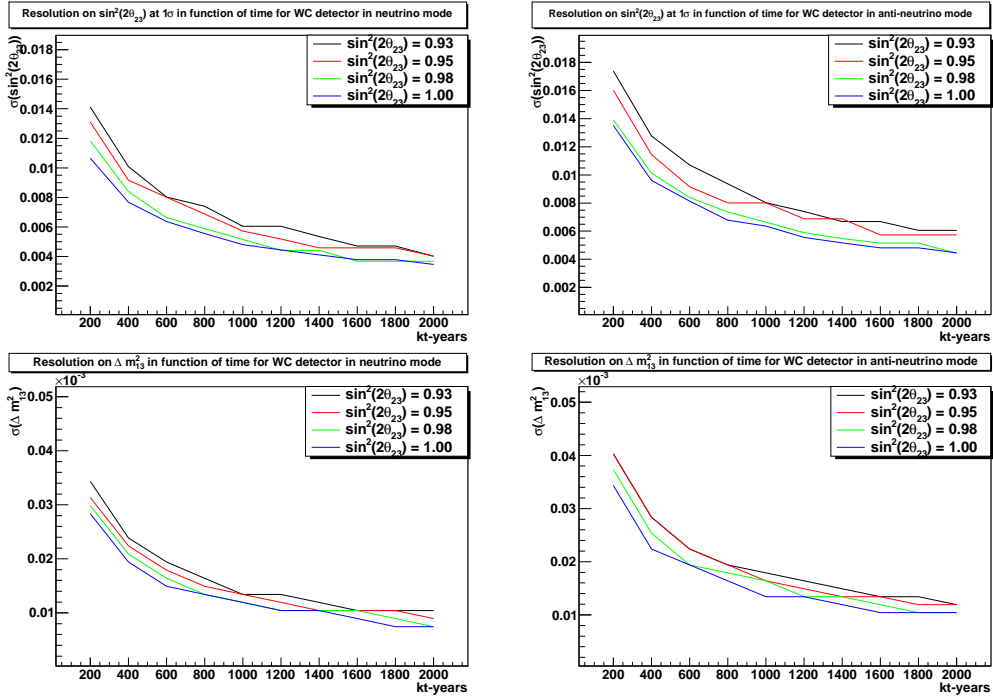 Resolution on sin²(2θ₂₃) at 1σ in function of time for WC detector in neutrino mode
σ(sin²(2θ₂₃))
0.018
0.016
0.014
0.012
0.01
0.008
0.006
0.004
0.002
sin²(2θ₂₃) = 0.93
sin²(2θ₂₃) = 0.95
sin²(2θ₂₃) = 0.98
sin²(2θ₂₃) = 1.00
200 400 600 800 1000 1200 1400 1600 1800 2000
kt-years
Resolution on sin²(2θ₂₃) at 1σ in function of time for WC detector in anti-neutrino mode
σ(sin²(2θ₂₃))
0.018
0.016
0.014
0.012
0.01
0.008
0.006
0.004
0.002
sin²(2θ₂₃) = 0.93
sin²(2θ₂₃) = 0.95
sin²(2θ₂₃) = 0.98
sin²(2θ₂₃) = 1.00
200 400 600 800 1000 1200 1400 1600 1800 2000
kt-years
Resolution on Δ m²₁₃ in function of time for WC detector in neutrino mode
×10⁻³
σ(Δ m²₁₃)
0.05
0.04
0.03
0.02
0.01
sin²(2θ₂₃) = 0.93
sin²(2θ₂₃) = 0.95
sin²(2θ₂₃) = 0.98
sin²(2θ₂₃) = 1.00
200 400 600 800 1000 1200 1400 1600 1800 2000
kt-years
Resolution on Δ m²₁₃ in function of time for WC detector in anti-neutrino mode
×10⁻³
σ(Δ m²₁₃)
0.05
0.04
0.03
0.02
0.01
sin²(2θ₂₃) = 0.93
sin²(2θ₂₃) = 0.95
sin²(2θ₂₃) = 0.98
sin²(2θ₂₃) = 1.00
200 400 600 800 1000 1200 1400 1600 1800 2000
kt-years